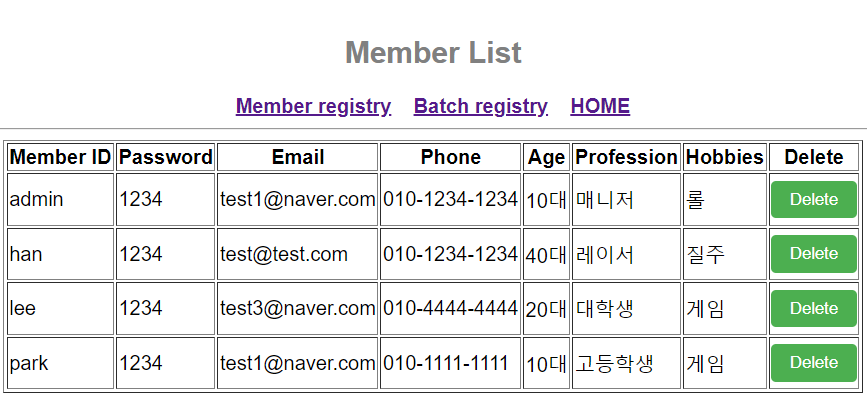 Member List
Member registry Batch registry HOME
Member ID Password Email Phone Age Profession Hobbies Delete
admin 1234 test1@naver.com 010-1234-1234 10대 매니저 롤 Delete
han 1234 test@test.com 010-1234-1234 40대 레이서 질주 Delete
lee 1234 test3@naver.com 010-4444-4444 20대 대학생 게임 Delete
park 1234 test1@naver.com 010-1111-1111 10대 고등학생 게임 Delete